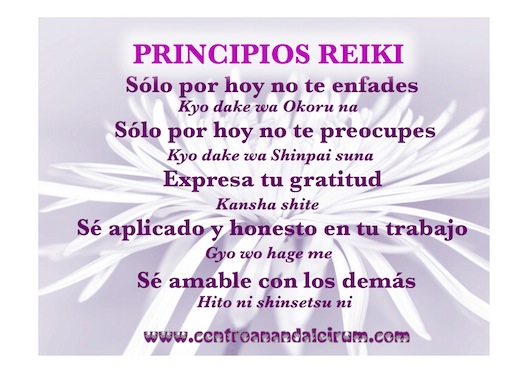 PRINCIPIOS REIKI
Sólo por hoy no te enfades
Kyo dake wa Okoru na
Sólo por hoy no te preocupes
Kyo dake wa Shinpai suna
Expresa tu gratitud
Kansha shite
Sé aplicado y honesto en tu trabajo
Gyo wo hage me
Sé amable con los demás
Hito ni shinsetsu ni
www.centroanandalcirum.com